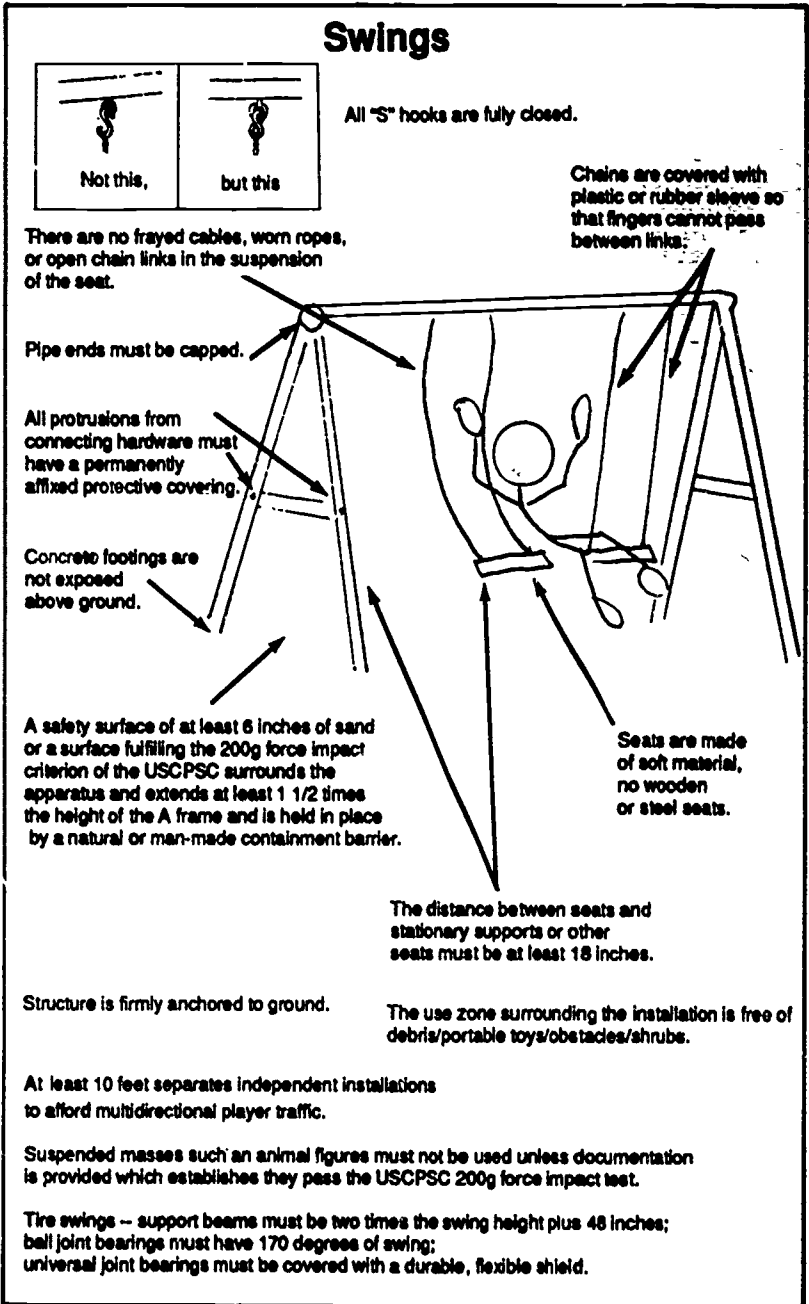 Swings
Not this,
but this
All "S" hooks are fully closed.
Chains are covered with
plastic or rubber sleeve so
that fingers cannot pass
between links.
There are no frayed cables, worn ropes,
or open chain links in the suspension
of the seat.
Pipe ends must be capped.
All protrusions from
connecting hardware must
have a permanently
affixed protective covering.
Concrete footings are
not exposed
above ground.
A safety surface of at least 6 inches of sand
or a surface fulfilling the 200g force impact
criterion of the USCPSC surrounds the
apparatus and extends at least 1 1/2 times
the height of the A frame and is held in place
by a natural or man-made containment barrier.
Seats are made
of soft material,
no wooden
or steel seats.
The distance between seats and
stationary supports or other
seats must be at least 18 inches.
Structure is firmly anchored to ground.
The use zone surrounding the installation is free of
debris/portable toys/obstacles/shrubs.
At least 10 feet separates independent installations
to afford multidirectional player traffic.
Suspended masses such an animal figures must not be used unless documentation
is provided which establishes they pass the USCPSC 200g force impact test.
Tire swings -- support beams must be two times the swing height plus 48 inches;
ball joint bearings must have 170 degrees of swing;
universal joint bearings must be covered with a durable, flexible shield.